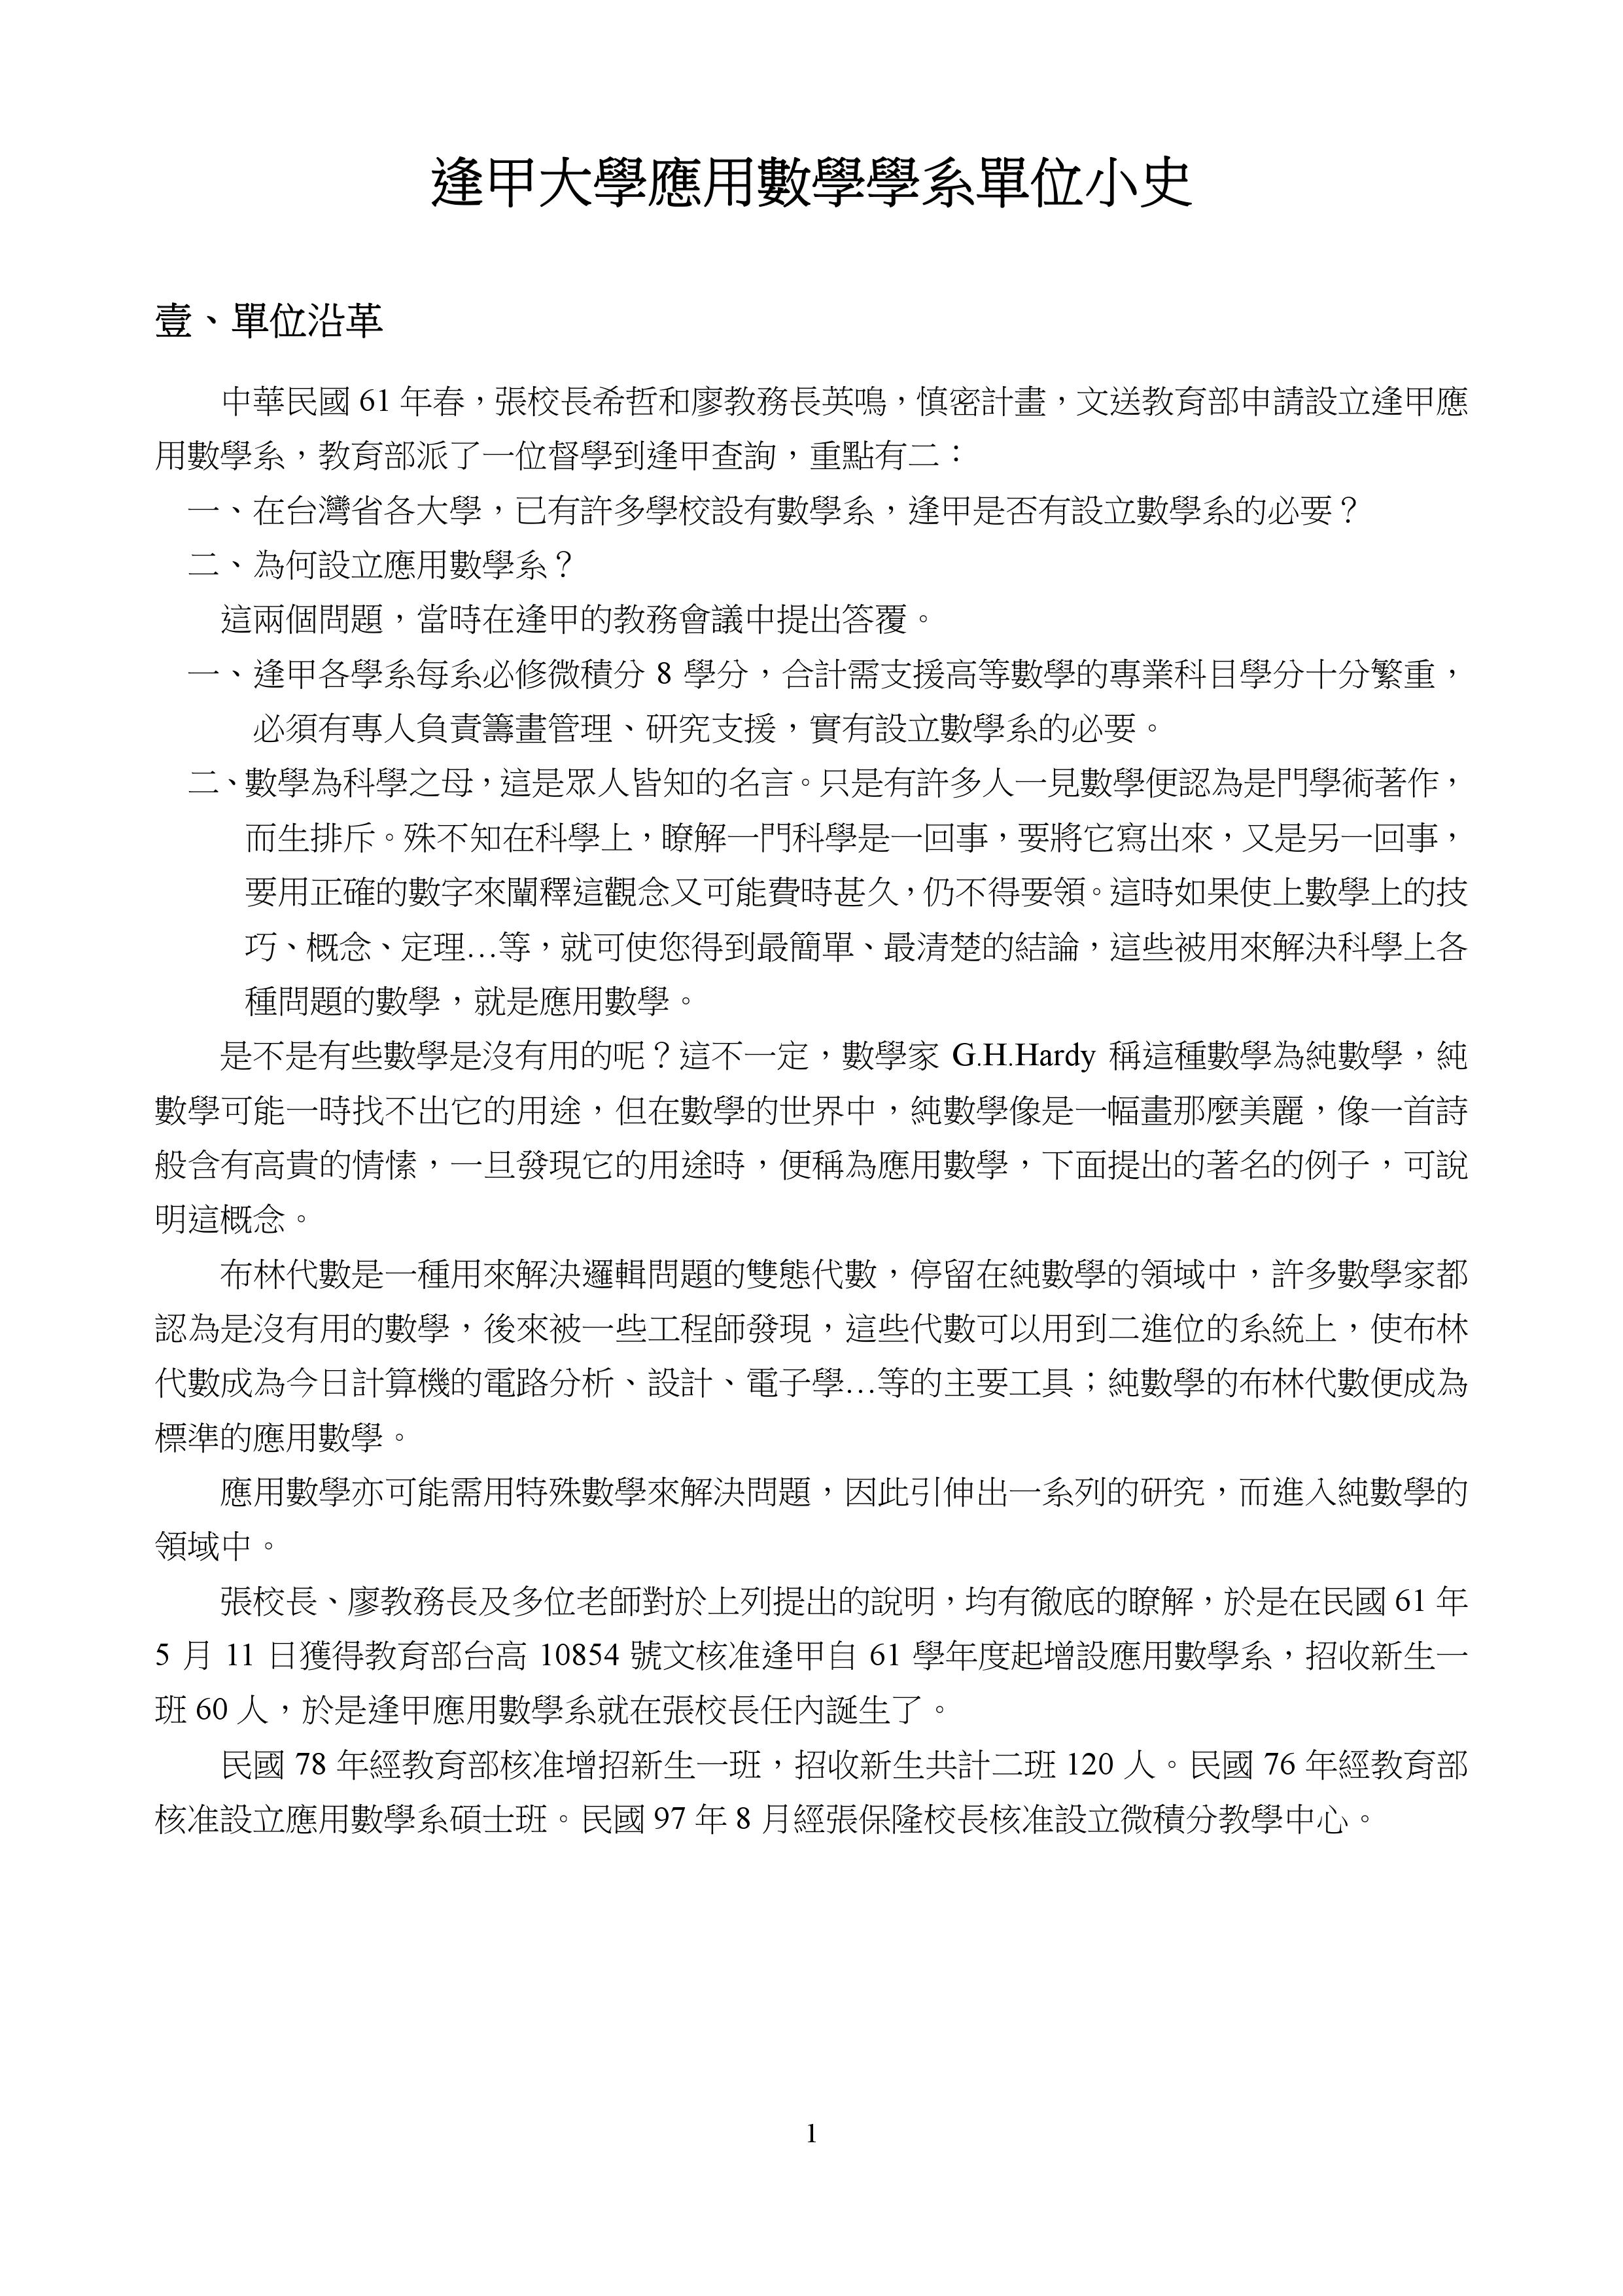 逢甲大學應用數學學系單位小史
壹、單位沿革
中華民國 61 年春，張校長希哲和廖教務長英鳴，慎密計畫，文送教育部申請設立逢甲應
用數學系，教育部派了一位督學到逢甲查詢，重點有二：
一、在台灣省各大學，已有許多學校設有數學系，逢甲是否有設立數學系的必要？
二、為何設立應用數學系？
這兩個問題，當時在逢甲的教務會議中提出答覆。
一、逢甲各學系每系必修微積分 8 學分，合計需支援高等數學的專業科目學分十分繁重，
必須有專人負責籌畫管理、研究支援，實有設立數學系的必要。
二、數學為科學之母，這是眾人皆知的名言。只是有許多人一見數學便認為是門學術著作，
而生排斥。殊不知在科學上，瞭解一門科學是一回事，要將它寫出來，又是另一回事，
要用正確的數字來闡釋這觀念又可能費時甚久，仍不得要領。這時如果使上數學上的技
巧、概念、定理…等，就可使您得到最簡單、最清楚的結論，這些被用來解決科學上各
種問題的數學，就是應用數學。
是不是有些數學是沒有用的呢？這不一定，數學家 G.H.Hardy 稱這種數學為純數學，純
數學可能一時找不出它的用途，但在數學的世界中，純數學像是一幅畫那麼美麗，像一首詩
般含有高貴的情愫，一旦發現它的用途時，便稱為應用數學，下面提出的著名的例子，可說
明這概念。
布林代數是一種用來解決邏輯問題的雙態代數，停留在純數學的領域中，許多數學家都
認為是沒有用的數學，後來被一些工程師發現，這些代數可以用到二進位的系統上，使布林
代數成為今日計算機的電路分析、設計、電子學…等的主要工具；純數學的布林代數便成為
標準的應用數學。
應用數學亦可能需用特殊數學來解決問題，因此引伸出一系列的研究，而進入純數學的
領域中。
張校長、廖教務長及多位老師對於上列提出的說明，均有徹底的瞭解，於是在民國 61 年
5 月 11 日獲得教育部台高 10854 號文核准逢甲自 61 學年度起增設應用數學系，招收新生一
班 60 人，於是逢甲應用數學系就在張校長任內誕生了。
民國 78 年經教育部核准增招新生一班，招收新生共計二班 120 人。民國 76 年經教育部
核准設立應用數學系碩士班。民國 97 年 8 月經張保隆校長核准設立微積分教學中心。
1